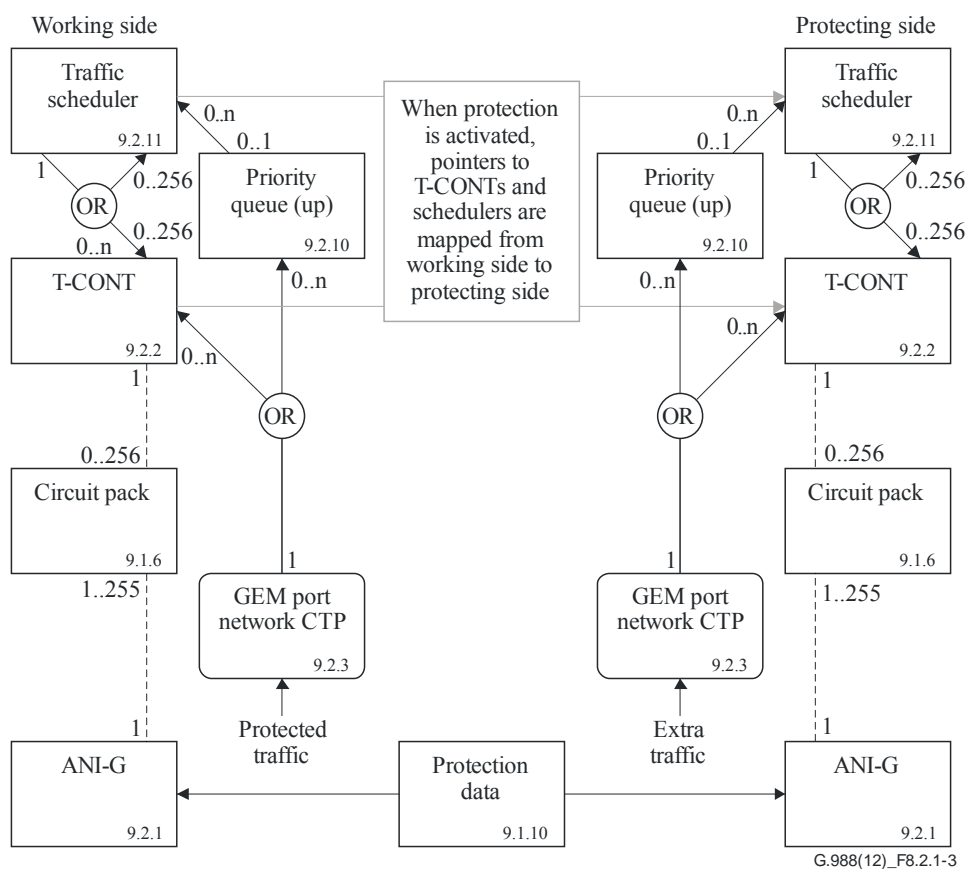 Working side
Protecting side
Traffic
scheduler
9.2.11
0..n
0..1
1
0..256
OR
0..256
0..n
Priority
queue (up)
9.2.10
0..n
T-CONT
9.2.2
0..n
1
OR
0..256
Circuit pack
9.1.6
1..255
1
GEM port
network CTP
9.2.3
Protected
traffic
1
ANI-G
9.2.1
When protection
is activated,
pointers to
T-CONTs and
schedulers are
mapped from
working side to
protecting side
Protection
data
9.1.10
Traffic
scheduler
9.2.11
0..n
0..1
1
0..256
OR
0..256
Priority
queue (up)
9.2.10
0..n
T-CONT
9.2.2
0..n
1
OR
0..256
Circuit pack
9.1.6
1..255
1
GEM port
network CTP
9.2.3
Extra
traffic
1
ANI-G
9.2.1
G.988(12)_F8.2.1-3